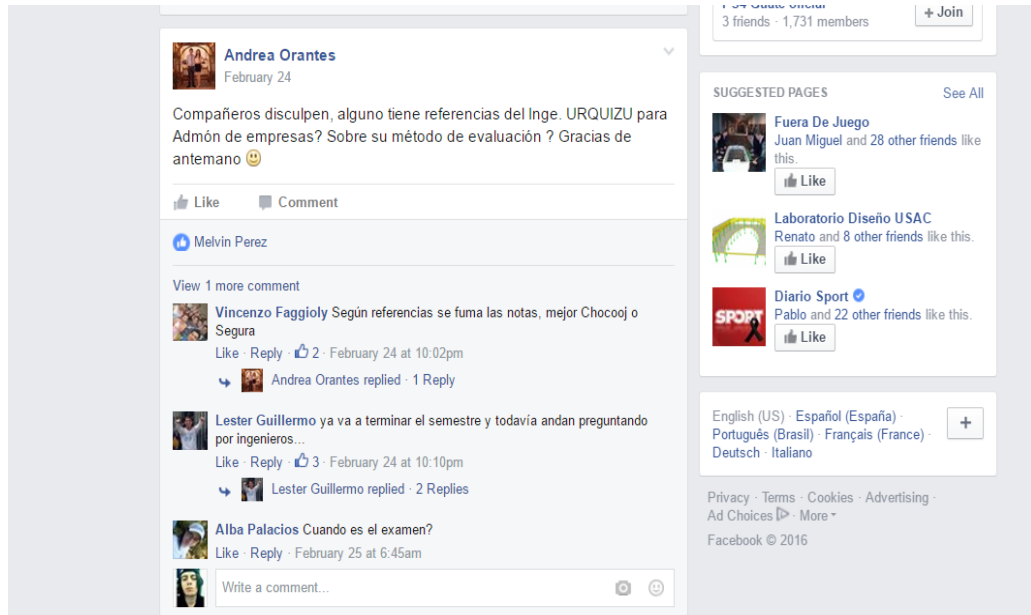 Andrea Orantes
February 24
Compañeros disculpen, alguno tiene referencias del Inge. URQUIZU para
Admón de empresas? Sobre su método de evaluación ? Gracias de
antemano
Like Comment
Melvin Perez
View 1 more comment
Vincenzo Faggioly Según referencias se fuma las notas, mejor Chocooj o
Segura
Like · Reply · 2 · February 24 at 10:02pm
Andrea Orantes replied · 1 Reply
Lester Guillermo ya va a terminar el semestre y todavía andan preguntando
por ingenieros...
Like · Reply · 3 · February 24 at 10:10pm
Lester Guillermo replied · 2 Replies
Alba Palacios Cuando es el examen?
Like · Reply · February 25 at 6:45am
Write a comment...
3 friends · 1,731 members
+ Join
SUGGESTED PAGES See All
Fuera De Juego
Juan Miguel and 28 other friends like
this.
Like
Laboratorio Diseño USAC
Renato and 8 other friends like this.
Like
SPORT
Diario Sport
Pablo and 22 other friends like this.
Like
English (US) · Español (España) ·
Português (Brasil) · Français (France) ·
Deutsch · Italiano
+
Privacy · Terms · Cookies · Advertising ·
Ad Choices · More
Facebook © 2016